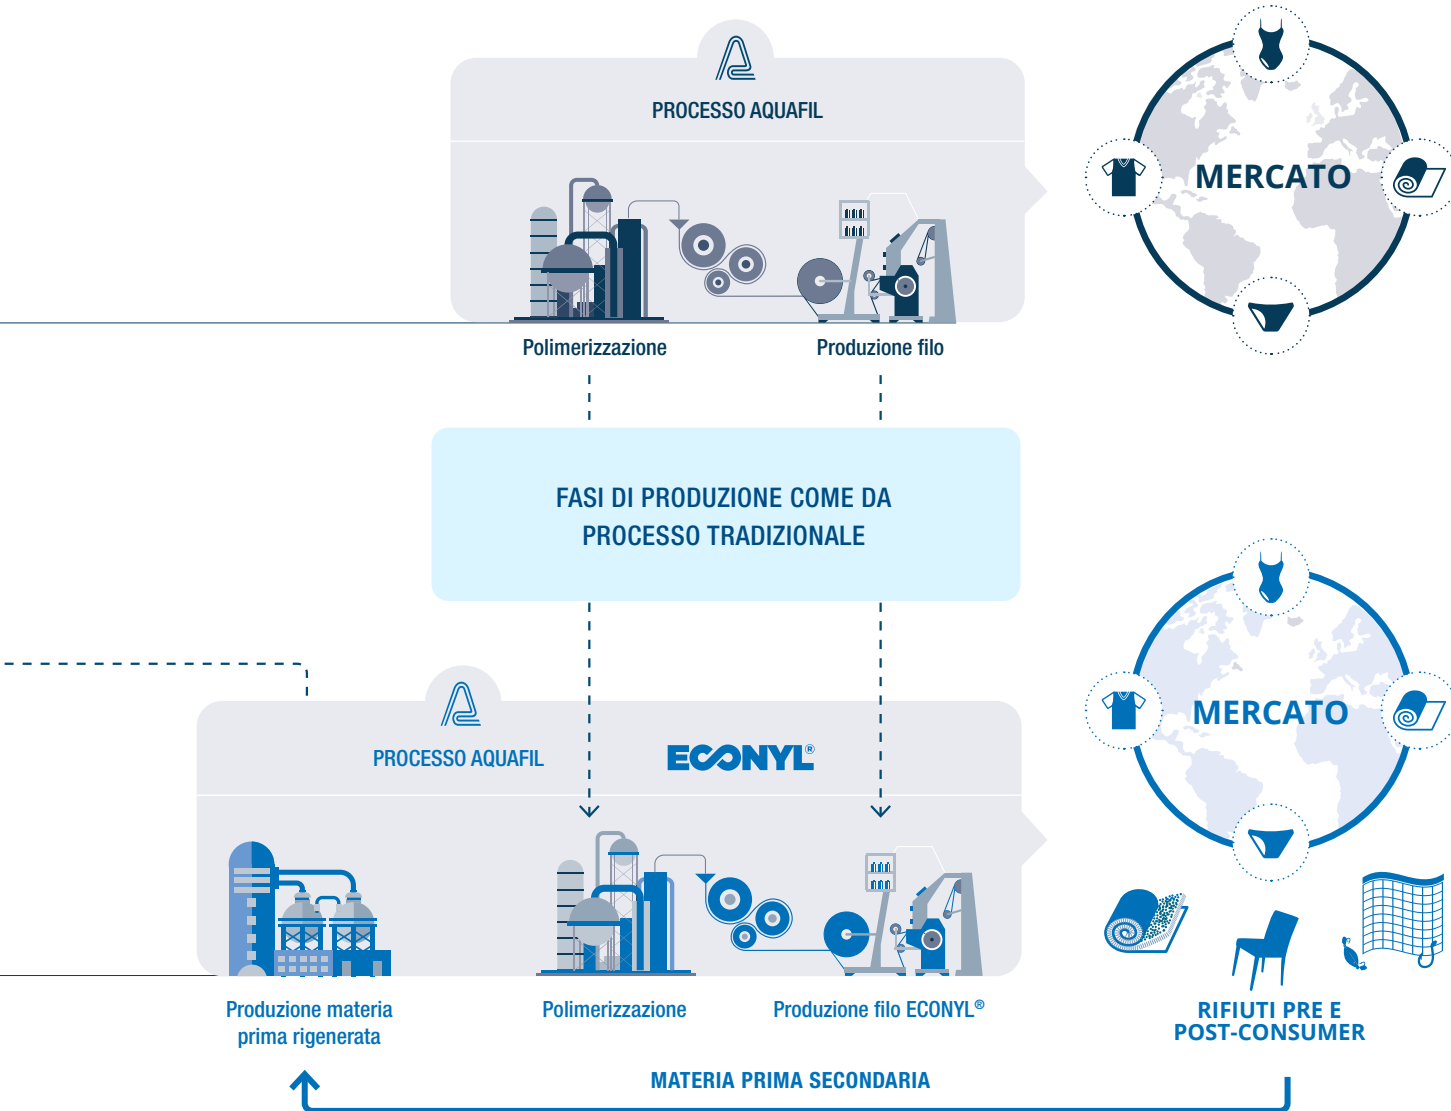 PROCESSO AQUAFIL
MERCATO
Polimerizzazione
Produzione filo
FASI DI PRODUZIONE COME DA
PROCESSO TRADIZIONALE
PROCESSO AQUAFIL
ECONYL®
MERCATO
Produzione materia
prima rigenerata
Polimerizzazione
Produzione filo ECONYL®
RIFIUTI PRE E
POST-CONSUMER
MATERIA PRIMA SECONDARIA